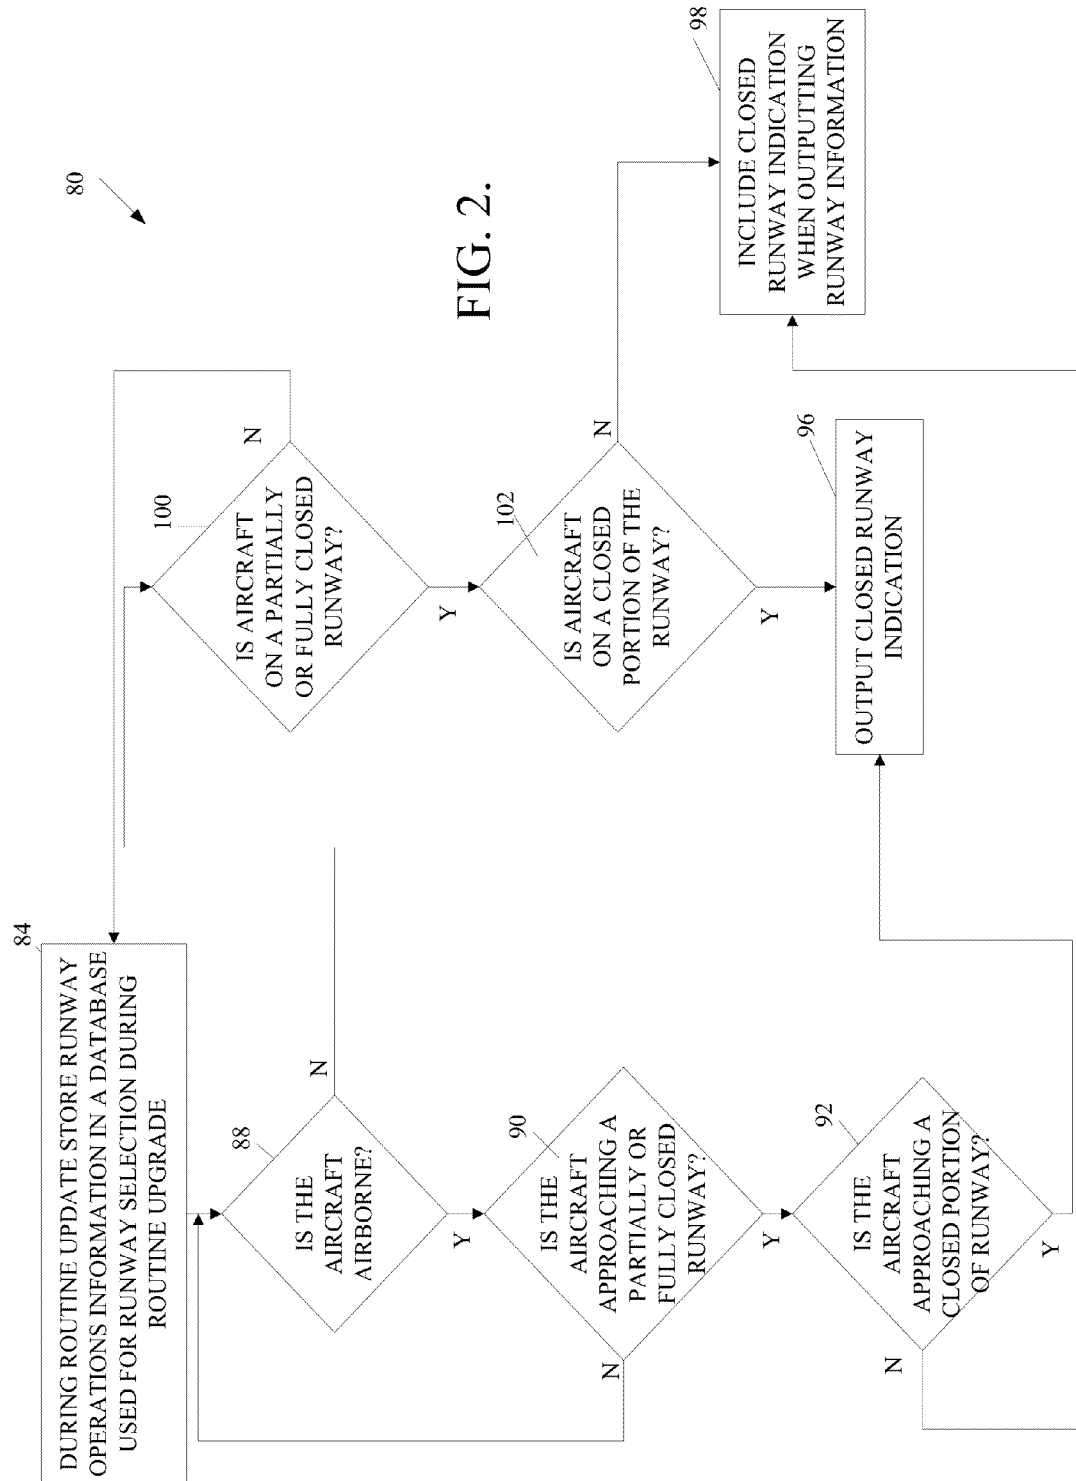 80
84
DURING ROUTINE UPDATE STORE RUNWAY
OPERATIONS INFORMATION IN A DATABASE
USED FOR RUNWAY SELECTION DURING
ROUTINE UPGRADE
88
IS THE
AIRCRAFT
AIRBORNE?
N
Y
90
IS THE
AIRCRAFT
APPROACHING A
PARTIALLY OR
FULLY CLOSED
RUNWAY?
N
Y
92
IS THE
AIRCRAFT
APPROACHING A
CLOSED PORTION
OF RUNWAY?
N
Y
100
IS AIRCRAFT
ON A PARTIALLY
OR FULLY CLOSED
RUNWAY?
N
Y
102
IS AIRCRAFT
ON A CLOSED
PORTION OF THE
RUNWAY?
N
Y
96
OUTPUT CLOSED RUNWAY
INDICATION
98
INCLUDE CLOSED
RUNWAY INDICATION
WHEN OUTPUTTING
RUNWAY INFORMATION
FIG. 2.